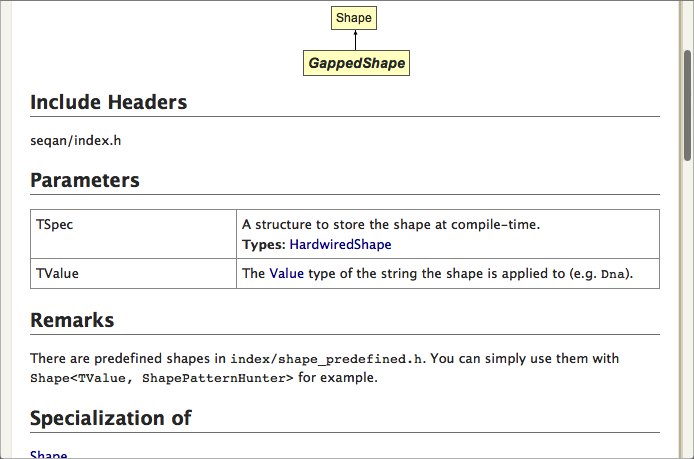 Shape
GappedShape
Include Headers
seqan/index.h
Parameters
TSpec
A structure to store the shape at compile-time.
Types: HardwiredShape
TValue
The Value type of the string the shape is applied to (e.g. Dna).
Remarks
There are predefined shapes in index/shape_predefined.h. You can simply use them with
Shape<TValue, ShapePatternHunter> for example.
Specialization of
Shape